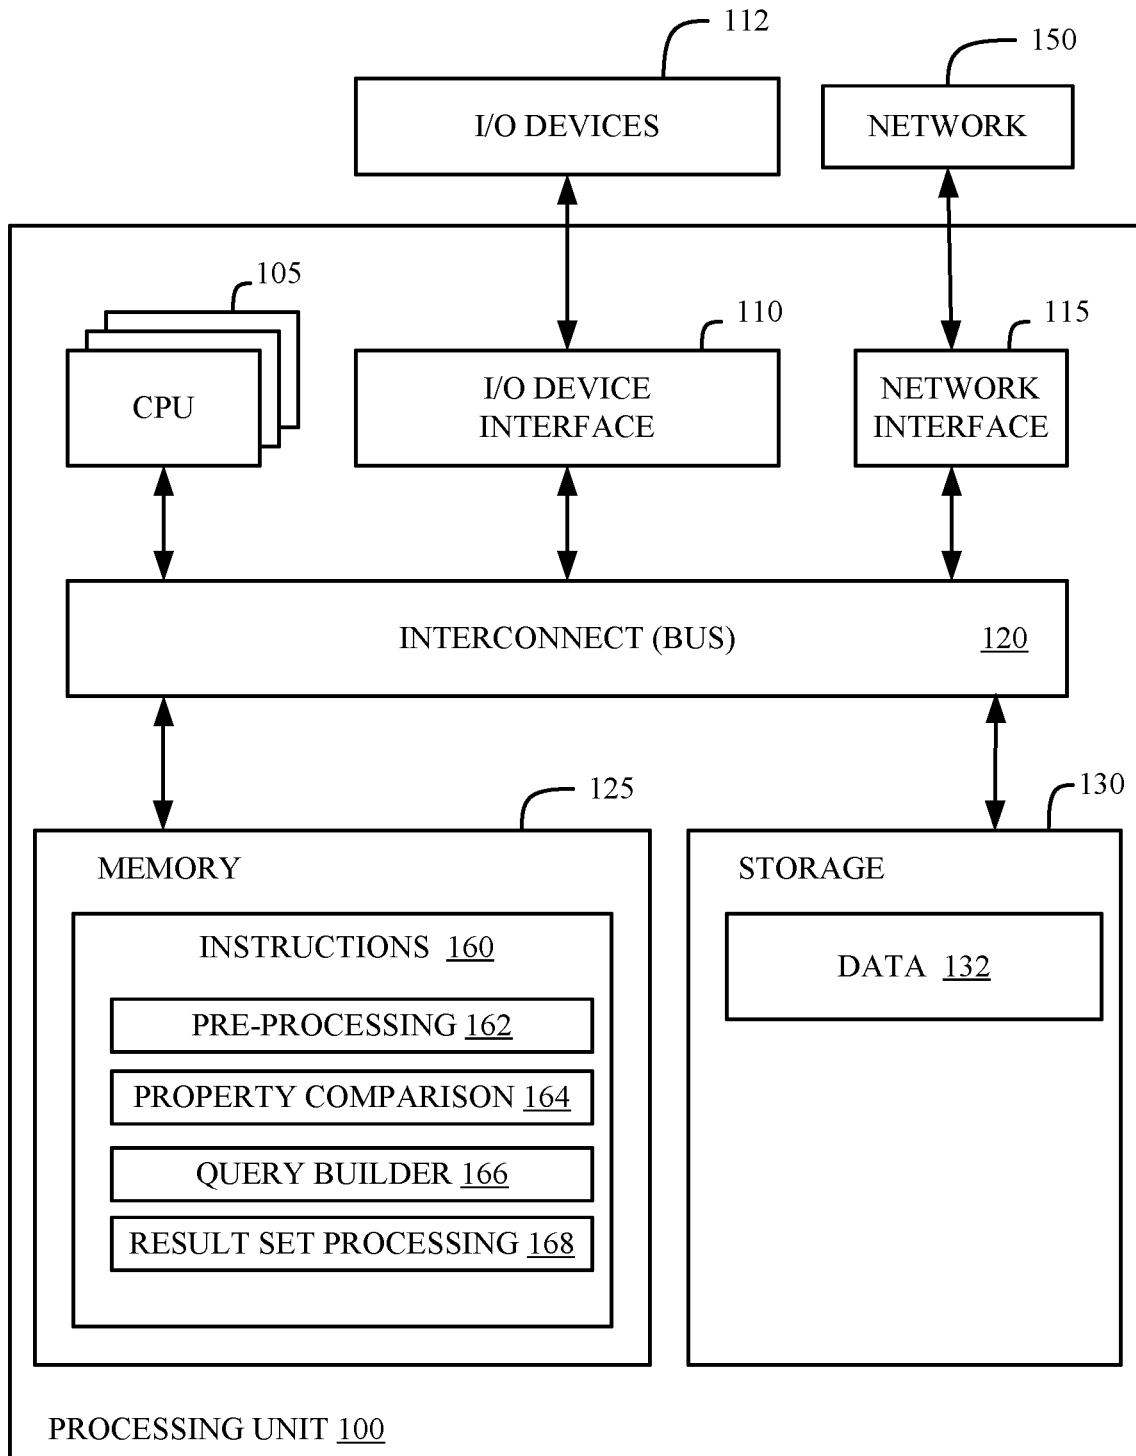 112
150
I/O DEVICES
NETWORK
105
110
115
CPU
I/O DEVICE
INTERFACE
NETWORK
INTERFACE
INTERCONNECT (BUS) 120
125
130
MEMORY
STORAGE
INSTRUCTIONS 160
DATA 132
PRE-PROCESSING 162
PROPERTY COMPARISON 164
QUERY BUILDER 166
RESULT SET PROCESSING 168
PROCESSING UNIT 100